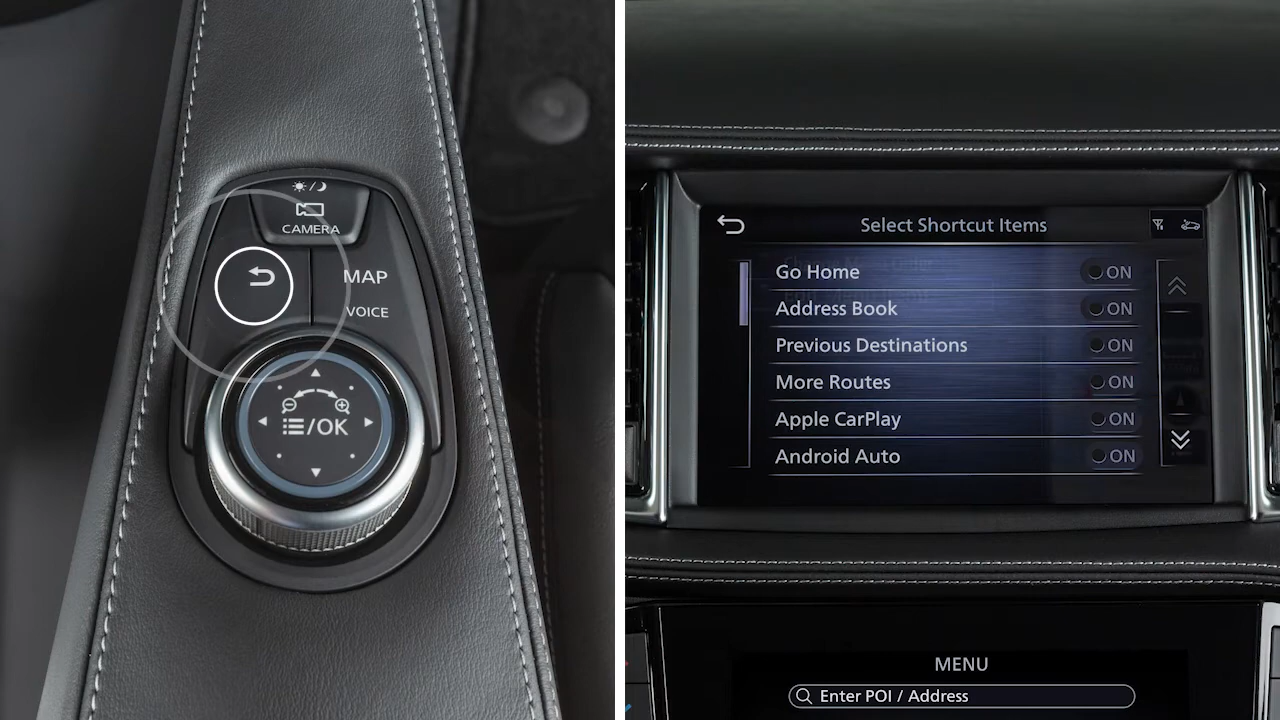 CAMERA
MAP
VOICE
/OK
Select Shortcut Items
Go Home ON
Address Book ON
Previous Destinations ON
More Routes ON
Apple CarPlay ON
Android Auto ON
MENU
Enter POI / Address